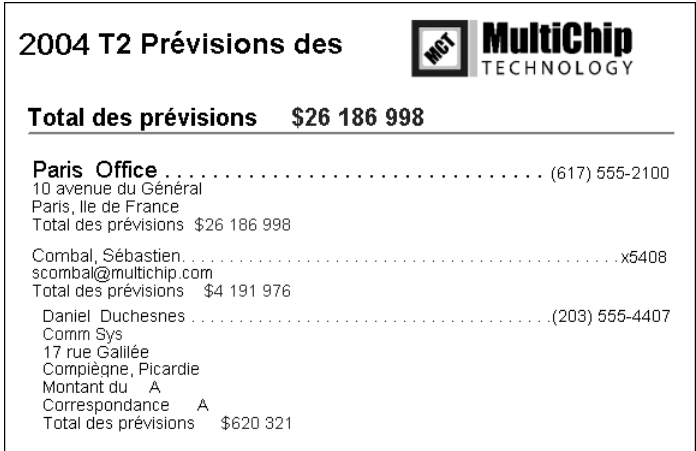 2004 T2 Prévisions des
MCT MultiChip
TECHNOLOGY
Total des prévisions $26 186 998
Paris Office . . . . . . . . . . . . . . . . . . . . . . . . . . . . . . . . (617) 555-2100
10 avenue du Général
Paris, Ile de France
Total des prévisions $26 186 998
Combal, Sébastien. . . . . . . . . . . . . . . . . . . . . . . . . . . . . . . . . . . . . . . . . . . x5408
scombal@multichip.com
Total des prévisions $4 191 976
Daniel Duchesnes . . . . . . . . . . . . . . . . . . . . . . . . . . . . . . . . . . . (203) 555-4407
Comm Sys
17 rue Galilée
Compiègne, Picardie
Montant du A
Correspondance A
Total des prévisions $620 321